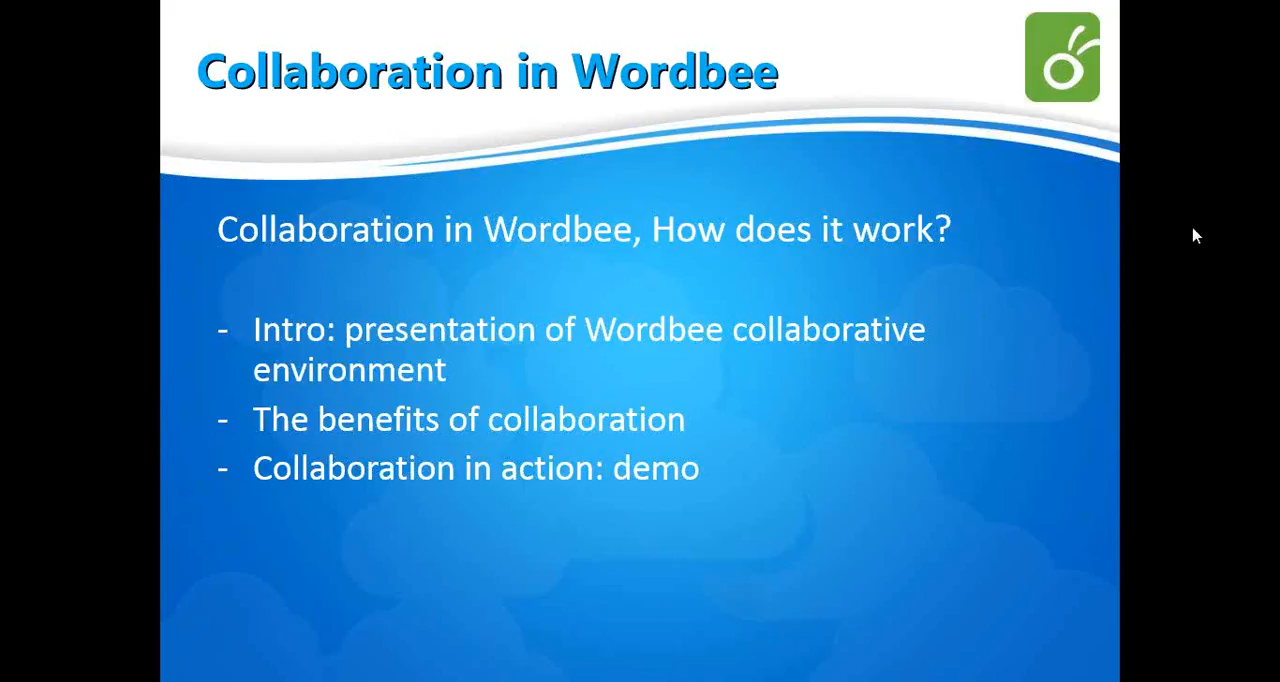 Collaboration in Wordbee
Collaboration in Wordbee, How does it work?
- Intro: presentation of Wordbee collaborative
environment
- The benefits of collaboration
- Collaboration in action: demo